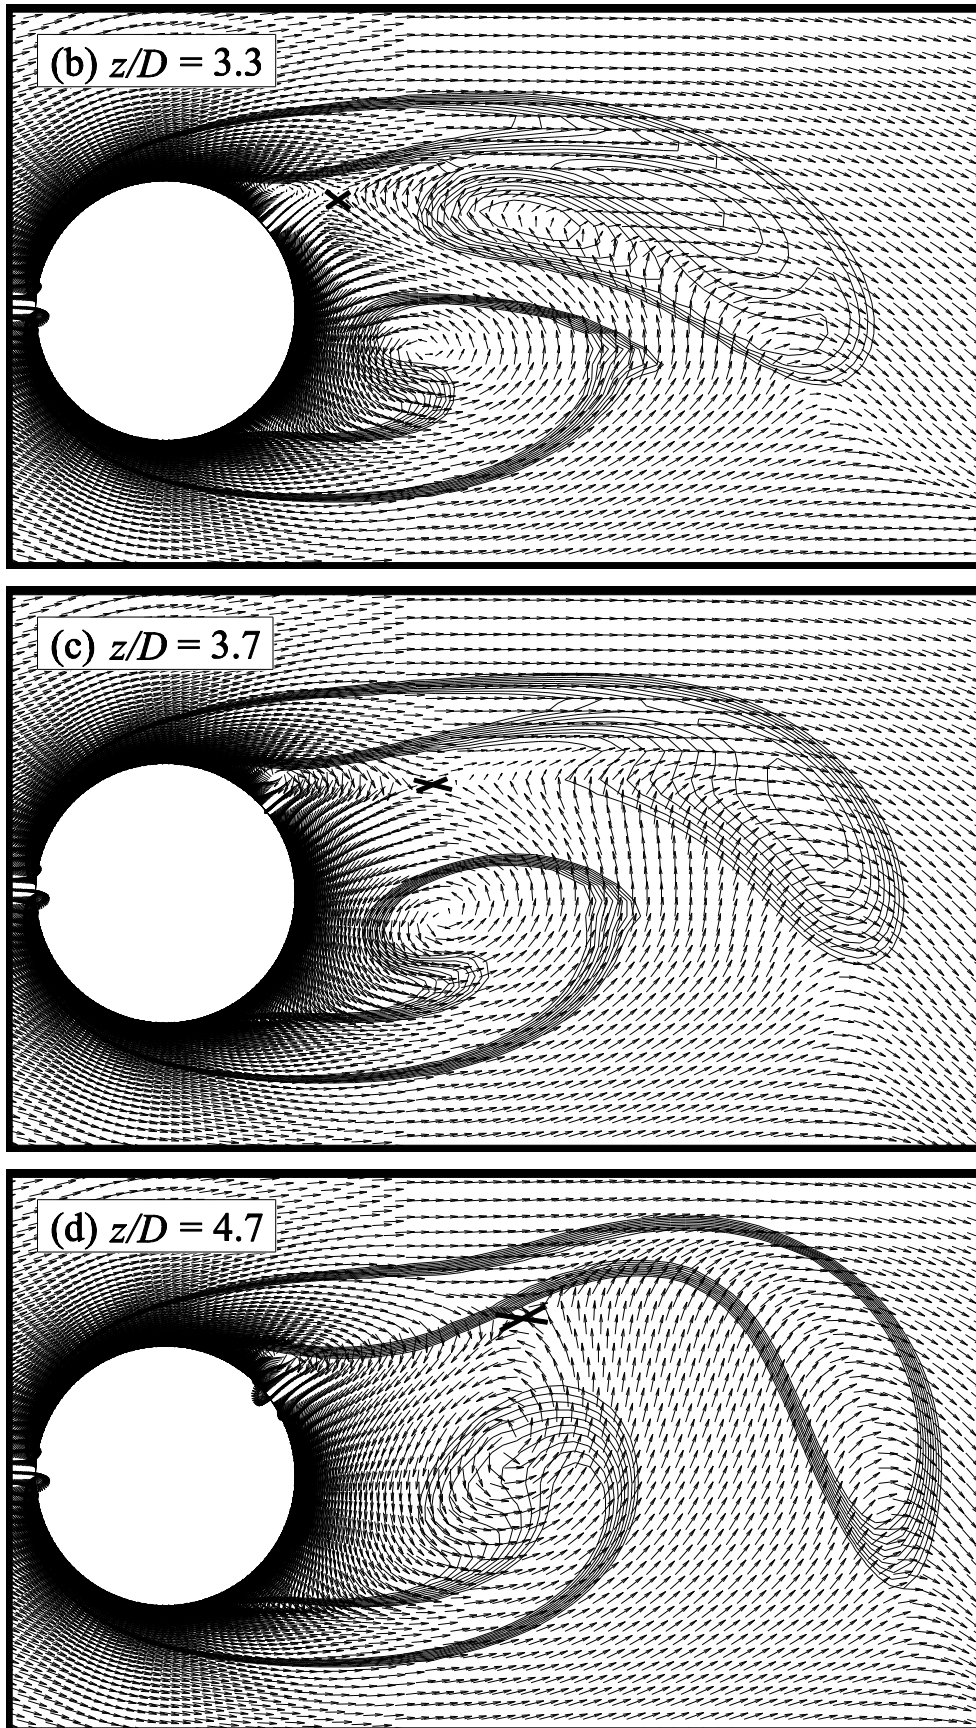 (b) z/D = 3.3
(c) z/D = 3.7
(d) z/D = 4.7